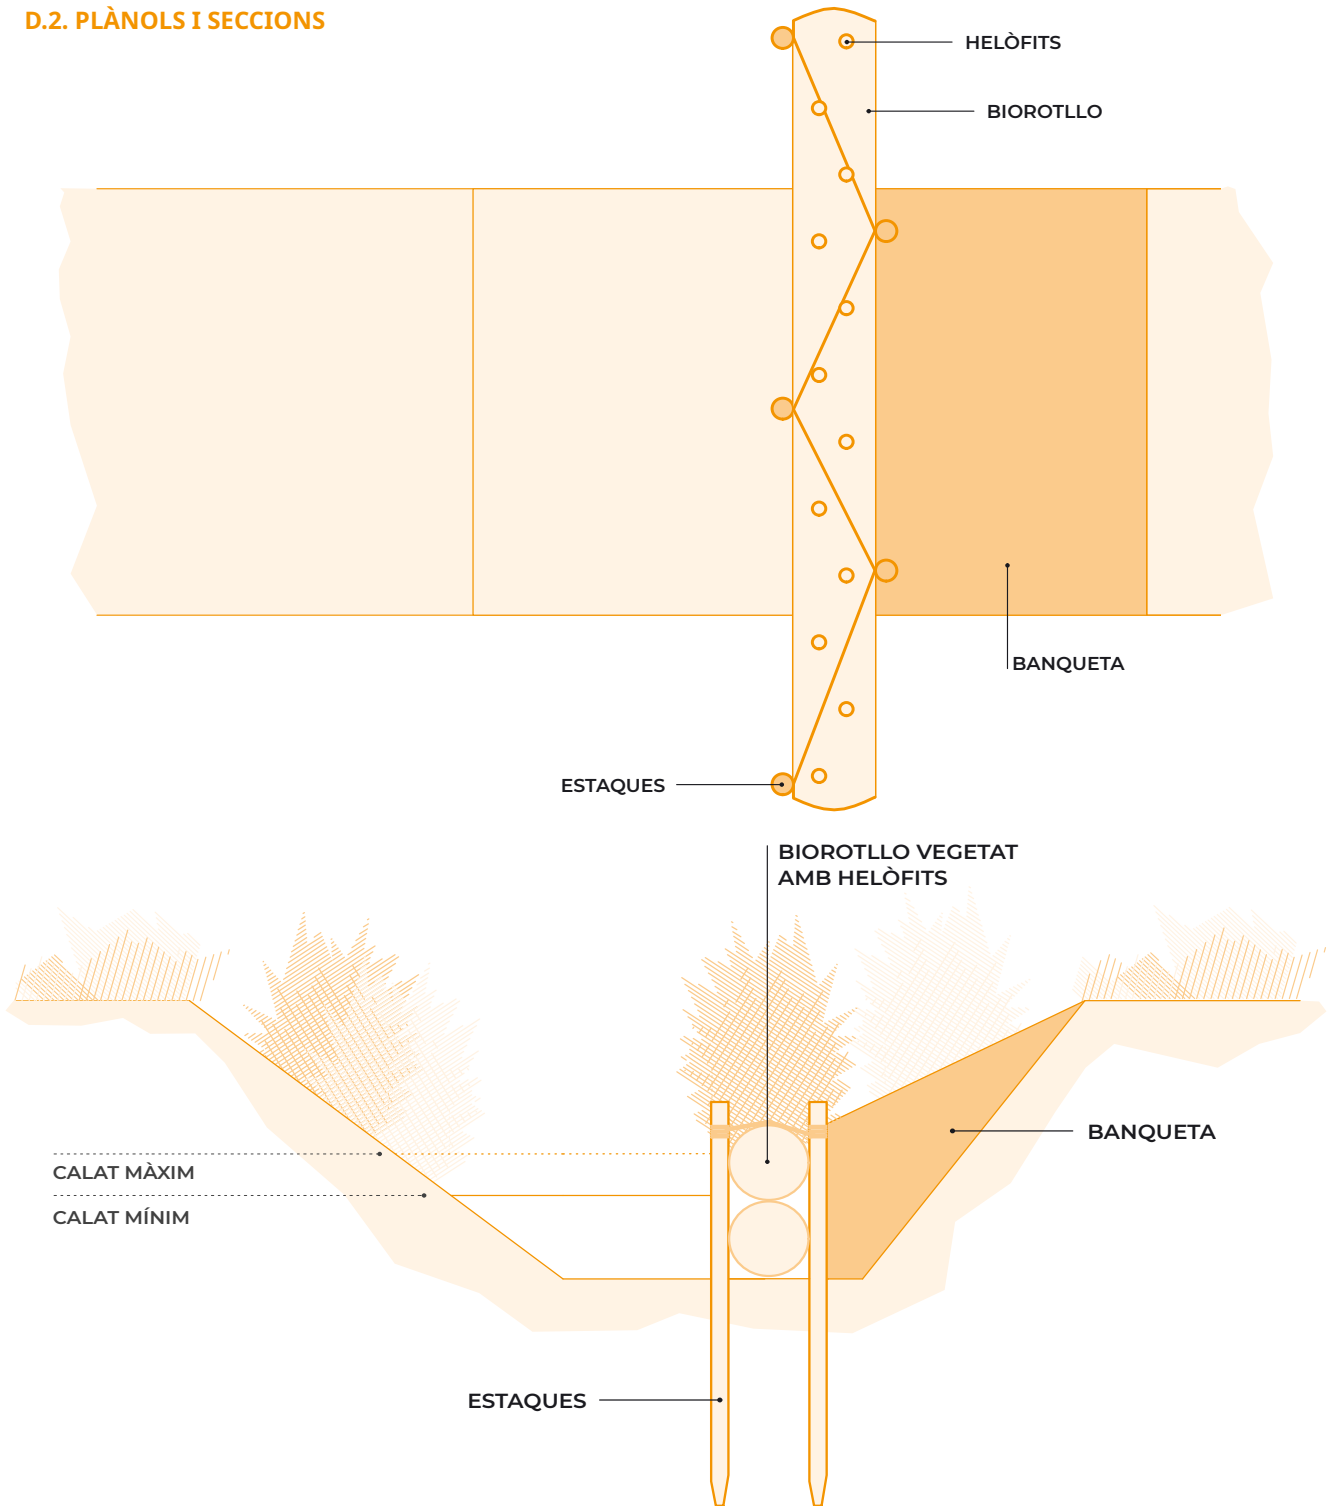 D.2. PLÀNOLS I SECCIONS
HELÒFITS
BIOROTLLO
BANQUETA
ESTAQUES
BIOROTLLO VEGETAT
AMB HELÒFITS
BANQUETA
CALAT MÀXIM
CALAT MÍNIM
ESTAQUES